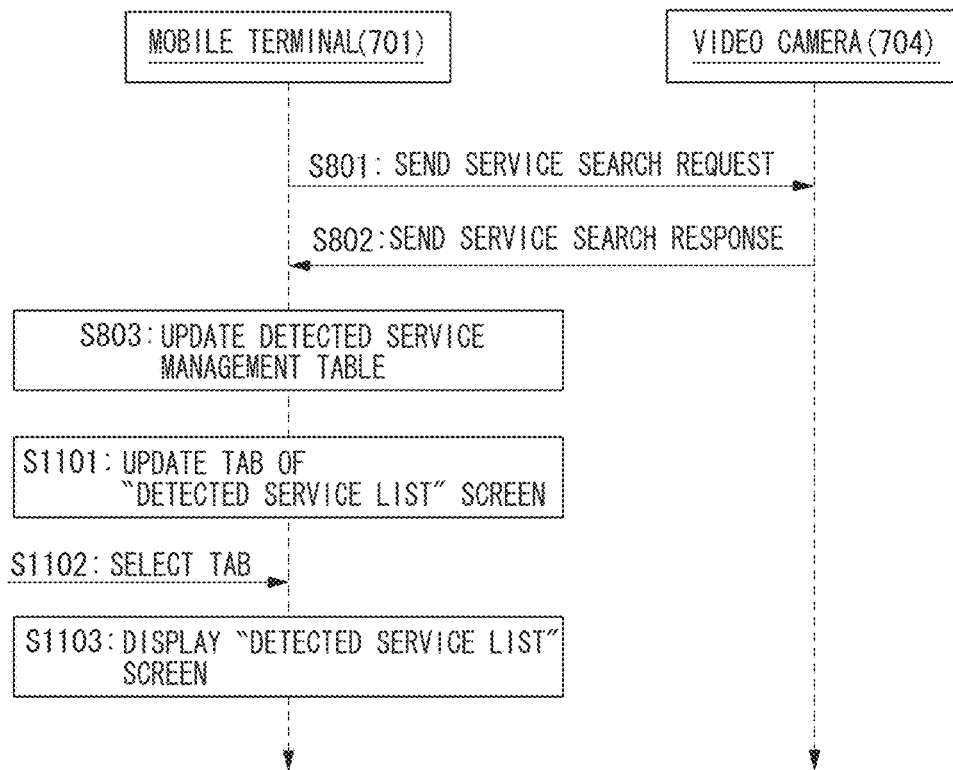 MOBILE TERMINAL(701)
VIDEO CAMERA(704)
S801: SEND SERVICE SEARCH REQUEST
S802:SEND SERVICE SEARCH RESPONSE
S803:UPDATE DETECTED SERVICE
MANAGEMENT TABLE
S1101: UPDATE TAB OF
“DETECTED SERVICE LIST” SCREEN
S1102:SELECT TAB
S1103:DISPLAY “DETECTED SERVICE LIST”
SCREEN